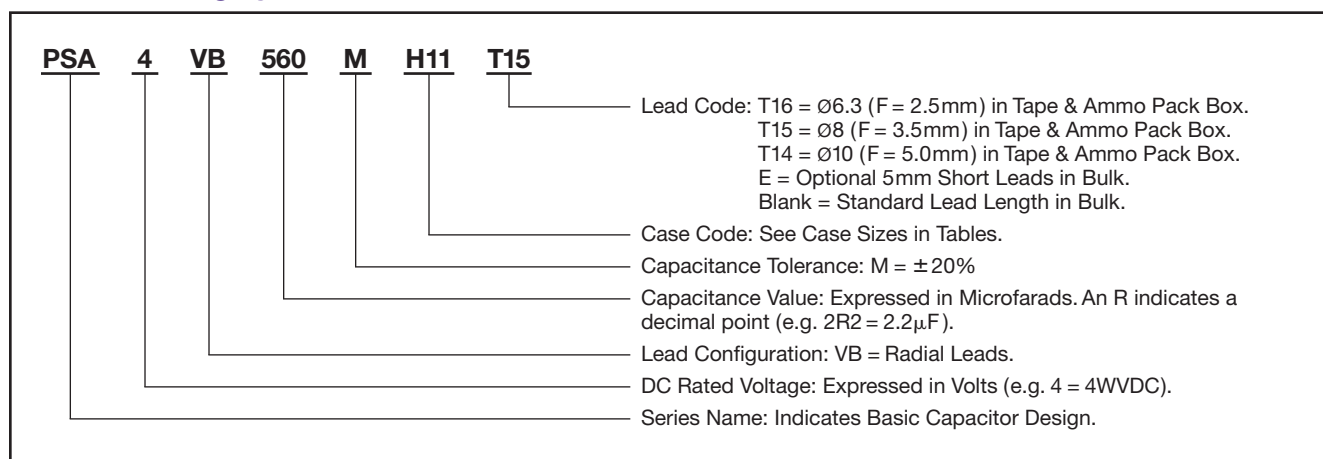 PSA 4 VB 560 M H11 T15
Lead Code: T16 = Ø6.3 (F = 2.5mm) in Tape & Ammo Pack Box.
T15 = Ø8 (F = 3.5mm) in Tape & Ammo Pack Box.
T14 = Ø10 (F = 5.0mm) in Tape & Ammo Pack Box.
E = Optional 5mm Short Leads in Bulk.
Blank = Standard Lead Length in Bulk.
Case Code: See Case Sizes in Tables.
Capacitance Tolerance: M = ±20%
Capacitance Value: Expressed in Microfarads. An R indicates a
decimal point (e.g. 2R2 = 2.2µF).
Lead Configuration: VB = Radial Leads.
DC Rated Voltage: Expressed in Volts (e.g. 4 = 4WVDC).
Series Name: Indicates Basic Capacitor Design.